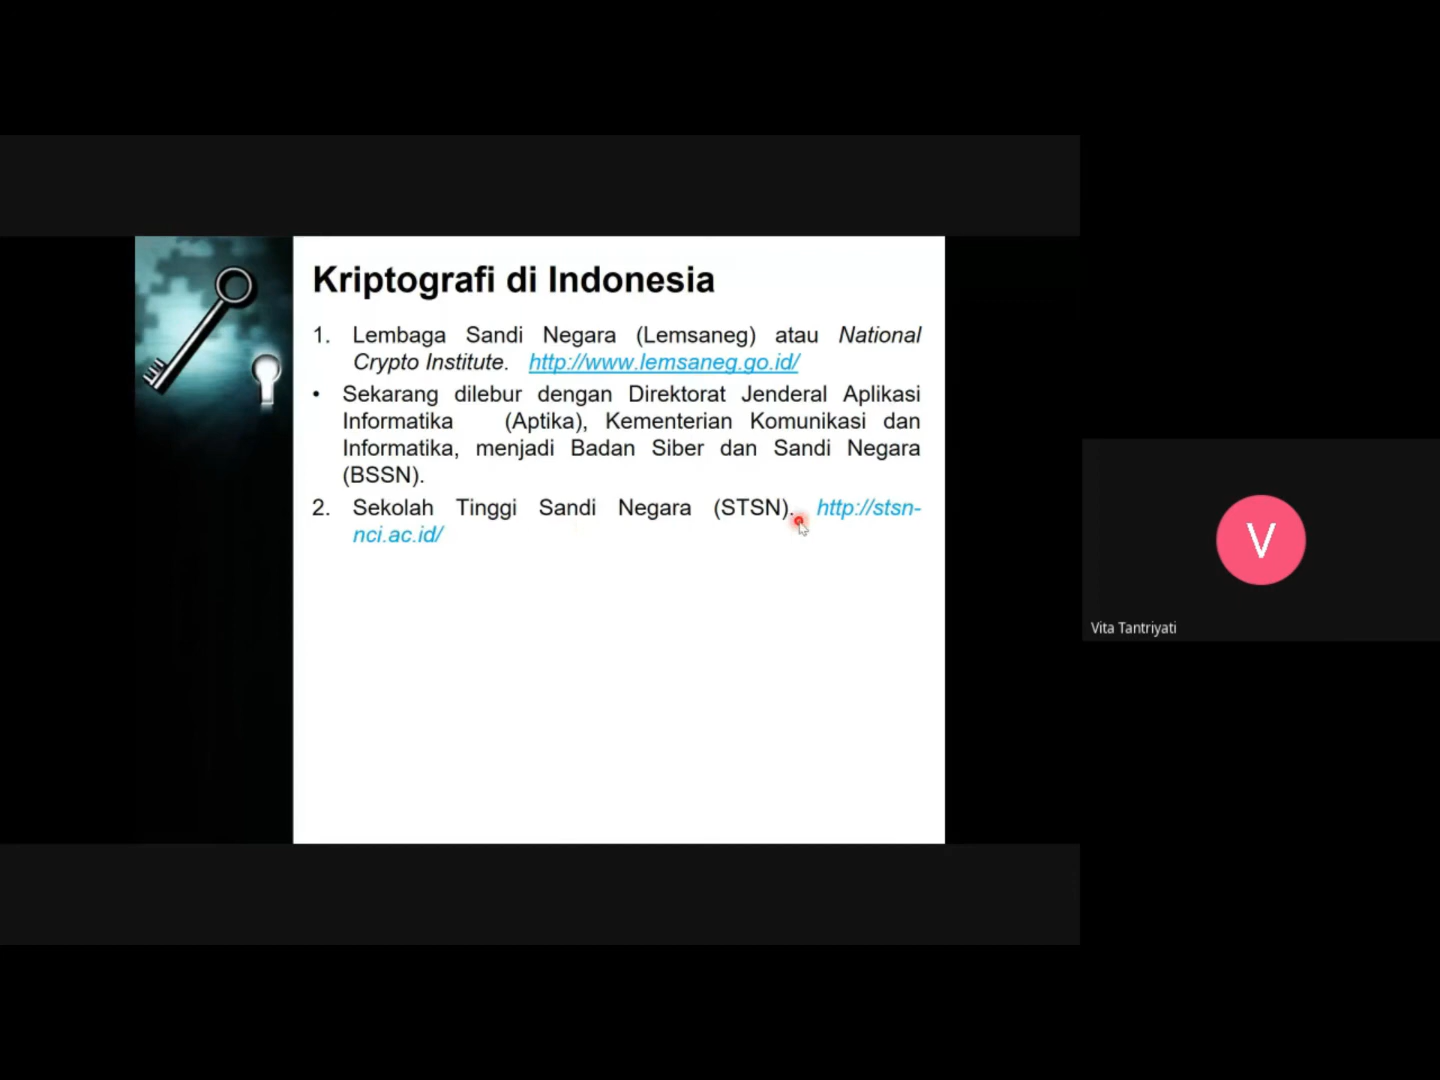 Kriptografi di Indonesia
1. Lembaga Sandi Negara (Lemsaneg) atau National
Crypto Institute. http://www.lemsaneg.go.id/
• Sekarang dilebur dengan Direktorat Jenderal Aplikasi
Informatika (Aptika), Kementerian Komunikasi dan
Informatika, menjadi Badan Siber dan Sandi Negara
(BSSN).
2. Sekolah Tinggi Sandi Negara (STSN). http://stsn-
nci.ac.id/
V
Vita Tantriyati